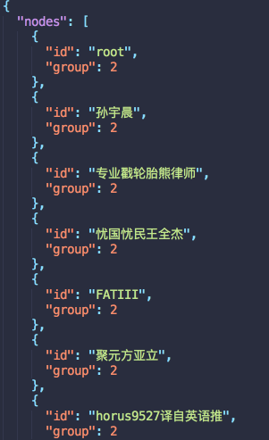 {
"nodes": [
{
"id": "root",
"group": 2
},
{
"id": "孙宇晨",
"group": 2
},
{
"id": "专业戳轮胎熊律师",
"group": 2
},
{
"id": "忧国忧民王全杰",
"group": 2
},
{
"id": "FATIII",
"group": 2
},
{
"id": "聚元方亚立",
"group": 2
},
{
"id": "horus9527译自英语推",
"group": 2